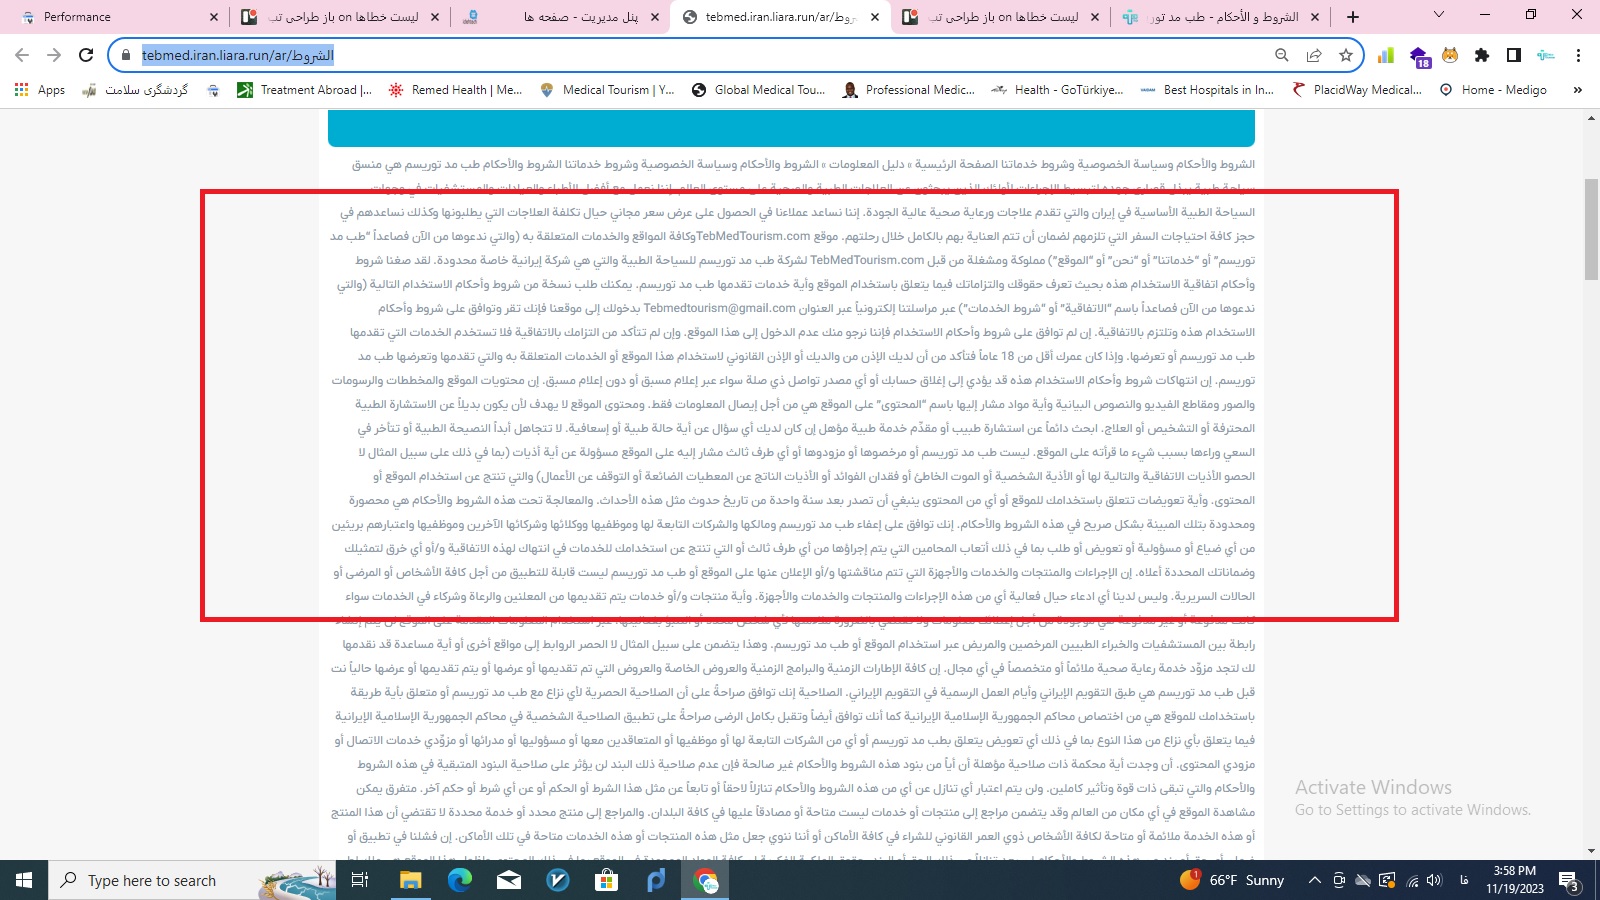 Performance
لیست خطاها on باز طراحی تب
پنل مدیریت - صفحه ها
tebmed.iran.liara.run/ar/الشروط
لیست خطاها on باز طراحی تب
الشروط و الأحكام - طب مد تور
tebmed.iran.liara.run/ar/الشروط
18
Apps
گردشگری سلامت
Treatment Abroad |...
Remed Health | Me...
Medical Tourism | Y...
Global Medical Tou...
Professional Medic...
Health - GoTürkiye...
Best Hospitals in In...
PlacidWay Medical...
Home - Medigo
»
الشروط والأحكام وسياسة الخصوصية وشروط خدماتنا الصفحة الرئيسية » دليل المعلومات » الشروط والأحكام وسياسة الخصوصية وشروط خدماتنا الشروط والأحكام طب مد توريسم هي منسق
السياحة الطبية الأساسية في إيران والتي تقدم علاجات ورعاية صحية عالية الجودة. إننا نساعد عملاءنا في الحصول على عرض سعر مجاني حيال تكلفة العلاجات التي يطلبونها وكذلك نساعدهم في
حجز كافة احتياجات السفر التي تلزمهم لضمان أن تتم العناية بهم بالكامل خلال رحلتهم. موقع TebMedTourism.com وكافة المواقع والخدمات المتعلقة به (والتي ندعوها من الآن فصاعداً "طب مد
توريسم" أو "خدماتنا" أو "نحن" أو "الموقع") مملوكة ومشغلة من قبل TebMedTourism.com لشركة طب مد توريسم للسياحة الطبية والتي هي شركة إيرانية خاصة محدودة. لقد صغنا شروط
وأحكام اتفاقية الاستخدام هذه بحيث تعرف حقوقك والتزاماتك فيما يتعلق باستخدام الموقع وأية خدمات تقدمها طب مد توريسم. يمكنك طلب نسخة من شروط وأحكام الاستخدام التالية (والتي
ندعوها من الآن فصاعداً باسم "الاتفاقية" أو "شروط الخدمات") عبر مراسلتنا إلكترونياً عبر العنوان Tebmedtourism@gmail.com بدخولك إلى موقعنا فإنك تقر وتوافق على شروط وأحكام
الاستخدام هذه وتلتزم بالاتفاقية. إن لم توافق على شروط وأحكام الاستخدام فإننا نرجو منك عدم الدخول إلى هذا الموقع. وإن لم تتأكد من التزامك بالاتفاقية فلا تستخدم الخدمات التي تقدمها
طب مد توريسم أو تعرضها. وإذا كان عمرك أقل من 18 عاماً فتأكد من أن لديك الإذن من والديك أو الإذن القانوني لاستخدام هذا الموقع أو الخدمات المتعلقة به والتي تقدمها وتعرضها طب مد
توريسم. إن انتهاكات شروط وأحكام الاستخدام هذه قد يؤدي إلى إغلاق حسابك أو أي مصدر تواصل ذي صلة سواء عبر إعلام مسبق أو دون إعلام مسبق. إن محتويات الموقع والمخططات والرسومات
والصور ومقاطع الفيديو والنصوص البيانية وأية مواد مشار إليها باسم "المحتوى" على الموقع هي من أجل إيصال المعلومات فقط. ومحتوى الموقع لا يهدف لأن يكون بديلاً عن الاستشارة الطبية
المحترفة أو التشخيص أو العلاج. ابحث دائماً عن استشارة طبيب أو مقدِّم خدمة طبية مؤهل إن كان لديك أي سؤال عن أية حالة طبية أو إسعافية. لا تتجاهل أبداً النصيحة الطبية أو تتأخر في
السعي وراءها بسبب شيء ما قرأته على الموقع. ليست طب مد توريسم أو مرخصوها أو مزودوها أو أي طرف ثالث مشار إليه على الموقع مسؤولة عن أية أذيات (بما في ذلك على سبيل المثال لا
الحصو الأذيات الاتفاقية والتالية لها أو الأذية الشخصية أو الموت الخاطئ أو فقدان الفوائد أو الأذيات الناتج عن المعطيات الضائعة أو التوقف عن الأعمال) والتي تنتج عن استخدام الموقع أو
المحتوى. وأية تعويضات تتعلق باستخدامك للموقع أو أي من المحتوى ينبغي أن تصدر بعد سنة واحدة من تاريخ حدوث مثل هذه الأحداث. والمعالجة تحت هذه الشروط والأحكام هي محصورة
ومحدودة بتلك المبينة بشكل صريح في هذه الشروط والأحكام. إنك توافق على إعفاء طب مد توريسم ومالكها والشركات التابعة لها وموظفيها ووكلائها وشركائها الآخرين وموظفيها واعتبارهم بريئين
من أي ضياع أو مسؤولية أو تعويض أو طلب بما في ذلك أتعاب المحامين التي يتم إجراؤها من أي طرف ثالث أو التي تنتج عن استخدامك للخدمات في انتهاك لهذه الاتفاقية و/أو أي خرق لتمثيلك
وضماناتك المحددة أعلاه. إن الإجراءات والمنتجات والخدمات والأجهزة التي تتم مناقشتها و/أو الإعلان عنها على الموقع أو طب مد توريسم ليست قابلة للتطبيق من أجل كافة الأشخاص أو المرضى أو
الحالات السريرية. وليس لدينا أي ادعاء حيال فعالية أي من هذه الإجراءات والمنتجات والخدمات والأجهزة. وأية منتجات و/أو خدمات يتم تقديمها من المعلنين والرعاة وشركاء في الخدمات سواء
رابطة بين المستشفيات والخبراء الطبيين المرخصين والمريض عبر استخدام الموقع أو طب مد توريسم. وهذا يتضمن على سبيل المثال لا الحصر الروابط إلى مواقع أخرى أو أية مساعدة قد نقدمها
لك لتجد مزوّد خدمة رعاية صحية ملائماً أو متخصصاً في أي مجال. إن كافة الإطارات الزمنية والبرامج الزمنية والعروض الخاصة والعروض التي تم تقديمها أو عرضها أو يتم تقديمها أو عرضها حالياً نت
قبل طب مد توريسم هي طبق التقويم الإيراني وأيام العمل الرسمية في التقويم الإيراني. الصلاحية إنك توافق صراحةً على أن الصلاحية الحصرية لأي نزاع مع طب مد توريسم أو متعلق بأية طريقة
باستخدامك للموقع هي من اختصاص محاكم الجمهورية الإسلامية الإيرانية كما أنك توافق أيضاً وتقبل بكامل الرضى صراحةً على تطبيق الصلاحية الشخصية في محاكم الجمهورية الإسلامية الإيرانية
فيما يتعلق بأي نزاع من هذا النوع بما في ذلك أي تعويض يتعلق بطب مد توريسم أو أي من الشركات التابعة لها أو موظفيها أو المتعاقدين معها أو مسؤوليها أو مدرائها أو مزوّدي خدمات الاتصال أو
مزودي المحتوى. أن وجدت أية محكمة ذات صلاحية مؤهلة أن أياً من بنود هذه الشروط والأحكام غير صالحة فإن عدم صلاحية ذلك البند لن يؤثر على صلاحية البنود المتبقية في هذه الشروط
والأحكام والتي تبقى ذات قوة وتأثير كاملين. ولن يتم اعتبار أي تنازل عن أي من هذه الشروط والأحكام تنازلاً لاحقاً أو تابعاً عن مثل هذا الشرط أو الحكم أو عن أي شرط أو حكم آخر. متفرق يمكن
مشاهدة الموقع في أي مكان من العالم وقد يتضمن مراجع إلى منتجات أو خدمات ليست متاحة أو مصادقاً عليها في كافة البلدان. والمراجع إلى منتج محدد أو خدمة محددة لا تقتضي أن هذا المنتج
أو هذه الخدمة ملائمة أو متاحة لكافة الأشخاص ذوي العمر القانوني للشراء في كافة الأماكن أو أننا ننوي جعل مثل هذه المنتجات أو هذه الخدمات متاحة في تلك الأماكن. إن فشلنا في تطبيق أو
Activate Windows
Go to Settings to activate Windows.
Type here to search
1
66°F Sunny
فا
3:58 PM
11/19/2023
3